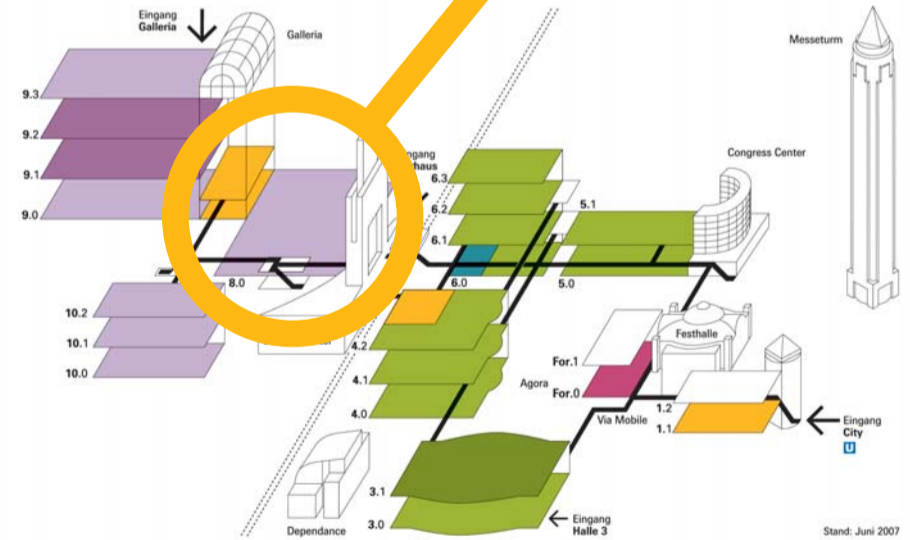 Eingang
Galleria
Galleria
Messeturm
9.3
9.2
9.1
9.0
6.3
6.2
6.1
6.0
5.1
5.0
Congress Center
8.0
10.2
10.1
10.0
4.2
4.1
4.0
Agora
For.1
For.0
Festhalle
Via Mobile
1.2
1.1
Eingang
City
U
3.1
3.0
Eingang
Halle 3
Dependance
Stand: Juni 2007